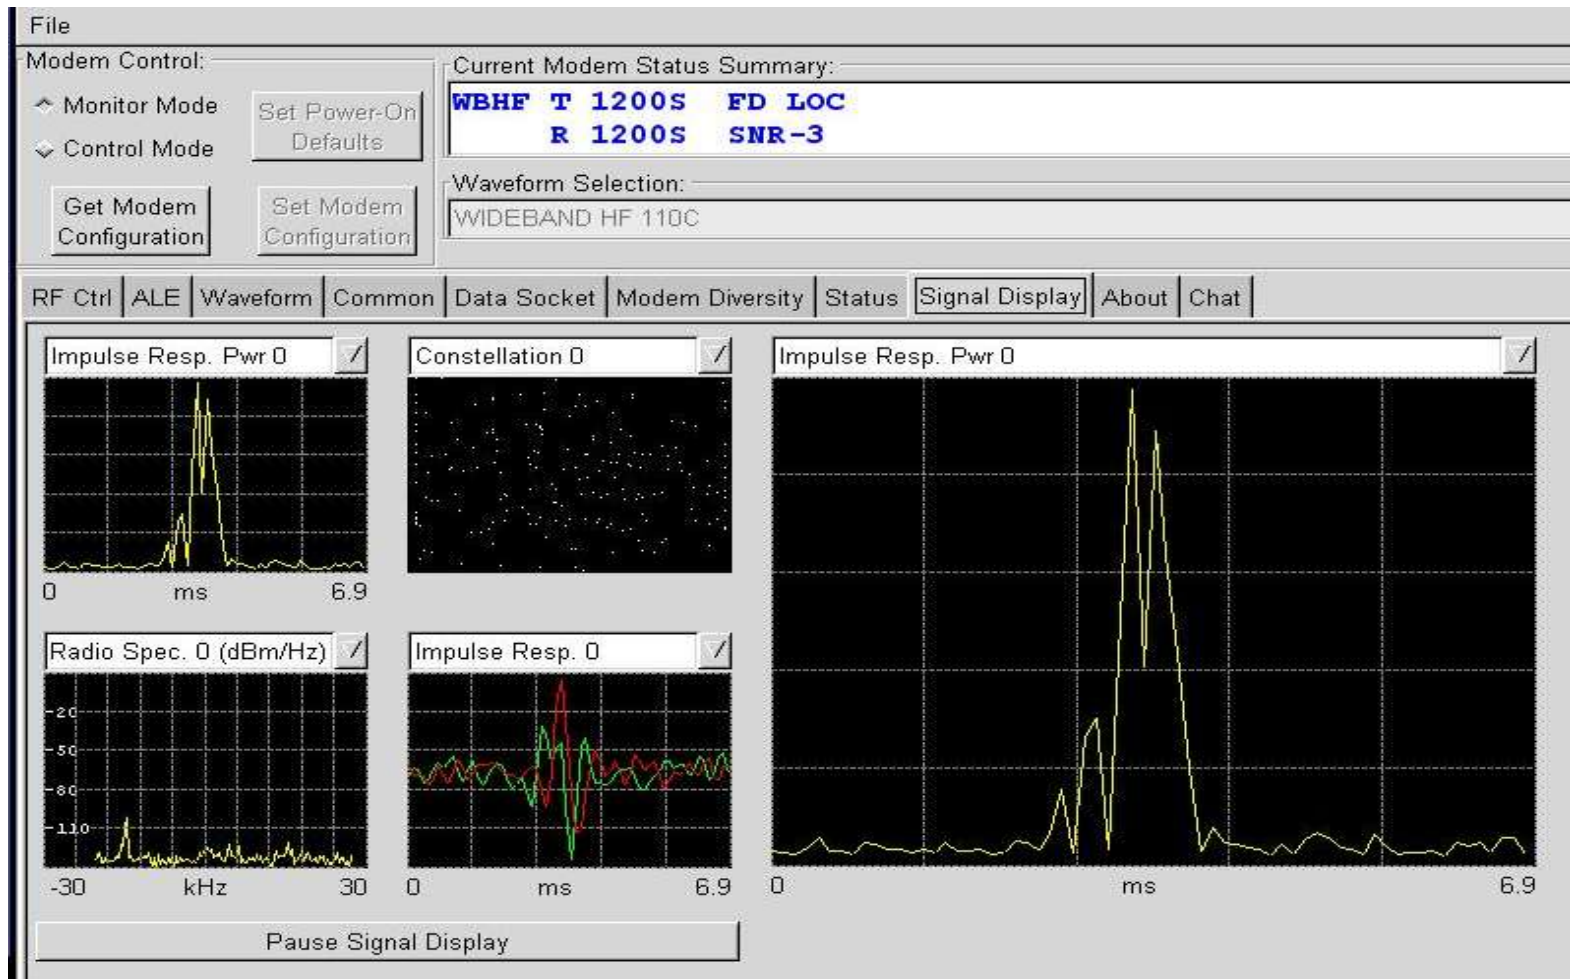 File
Modem Control:
Monitor Mode
Control Mode
Set Power-On
Defaults
Get Modem
Configuration
Set Modem
Configuration
Current Modem Status Summary:
WBHF T 1200S FD LOC
R 1200S SNR-3
Waveform Selection:
WIDEBAND HF 110C
RF Ctrl ALE Waveform Common Data Socket Modem Diversity Status Signal Display About Chat
Impulse Resp. Pwr 0
0 ms 6.9
Constellation 0
Radio Spec. 0 (dBm/Hz)
-20
-50
-80
-110
-30 kHz 30
Impulse Resp. 0
0 ms 6.9
Impulse Resp. Pwr 0
0 ms 6.9
Pause Signal Display